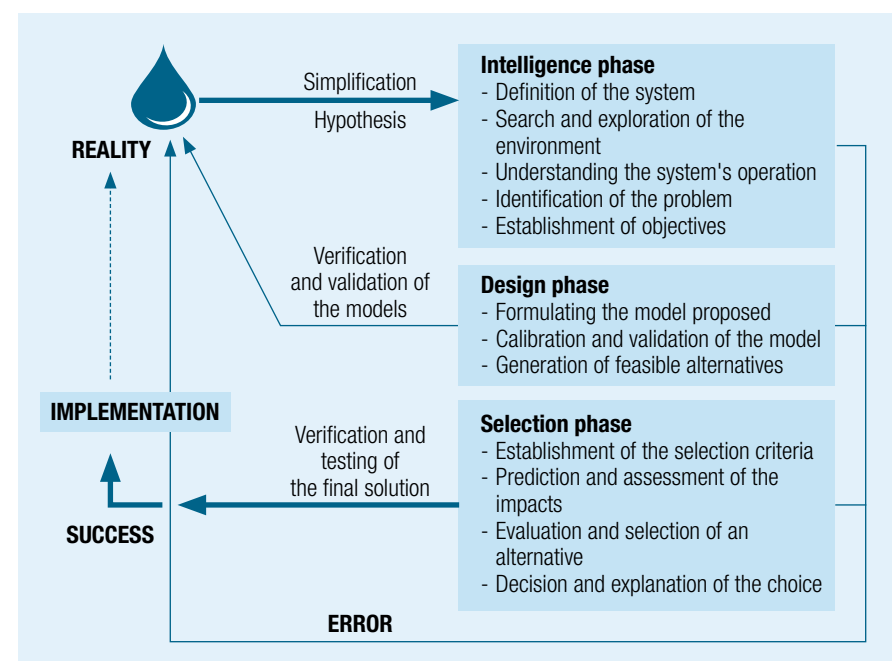 Simplification
Hypothesis
REALITY
Intelligence phase
- Definition of the system
- Search and exploration of the
environment
- Understanding the system's operation
- Identification of the problem
- Establishment of objectives
Verification
and validation of
the models
Design phase
- Formulating the model proposed
- Calibration and validation of the model
- Generation of feasible alternatives
IMPLEMENTATION
Verification and
testing of
the final solution
SUCCESS
Selection phase
- Establishment of the selection criteria
- Prediction and assessment of the
impacts
- Evaluation and selection of an
alternative
- Decision and explanation of the choice
ERROR